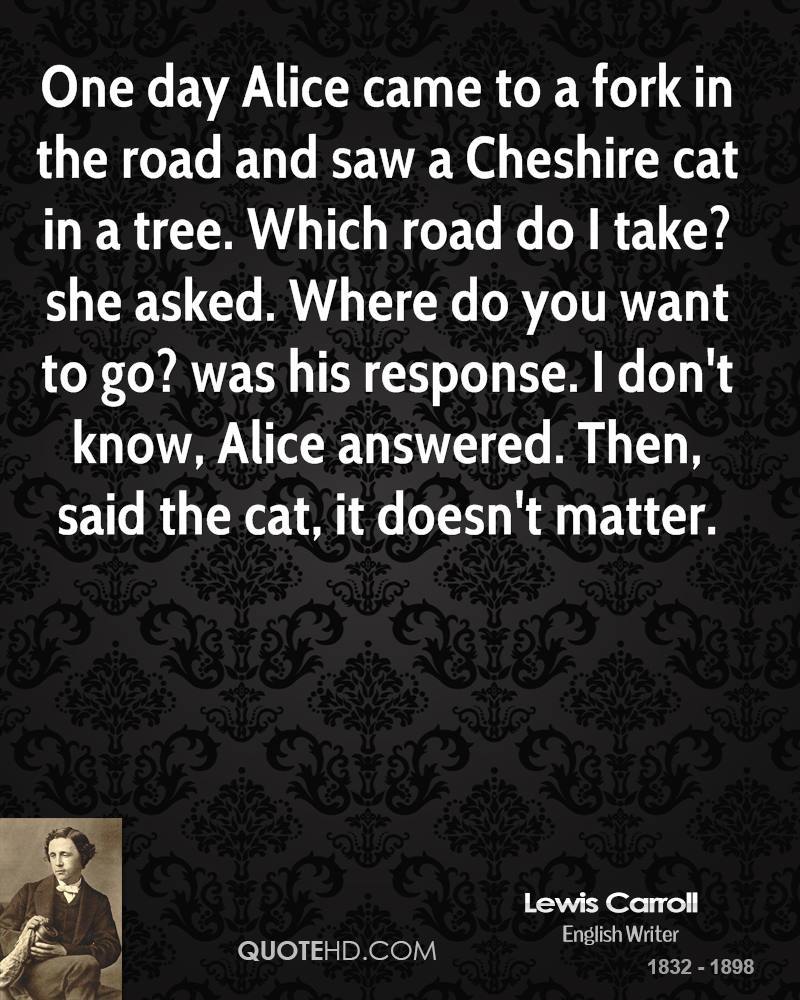 One day Alice came to a fork in
the road and saw a Cheshire cat
in a tree. Which road do I take?
she asked. Where do you want
to go? was his response. I don't
know, Alice answered. Then,
said the cat, it doesn't matter.
Lewis Carroll
English Writer
QUOTEHD.COM
1832 - 1898